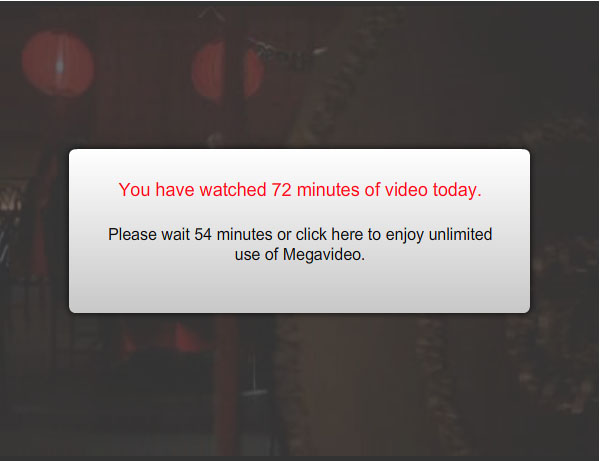 You have watched 72 minutes of video today.
Please wait 54 minutes or click here to enjoy unlimited
use of Megavideo.